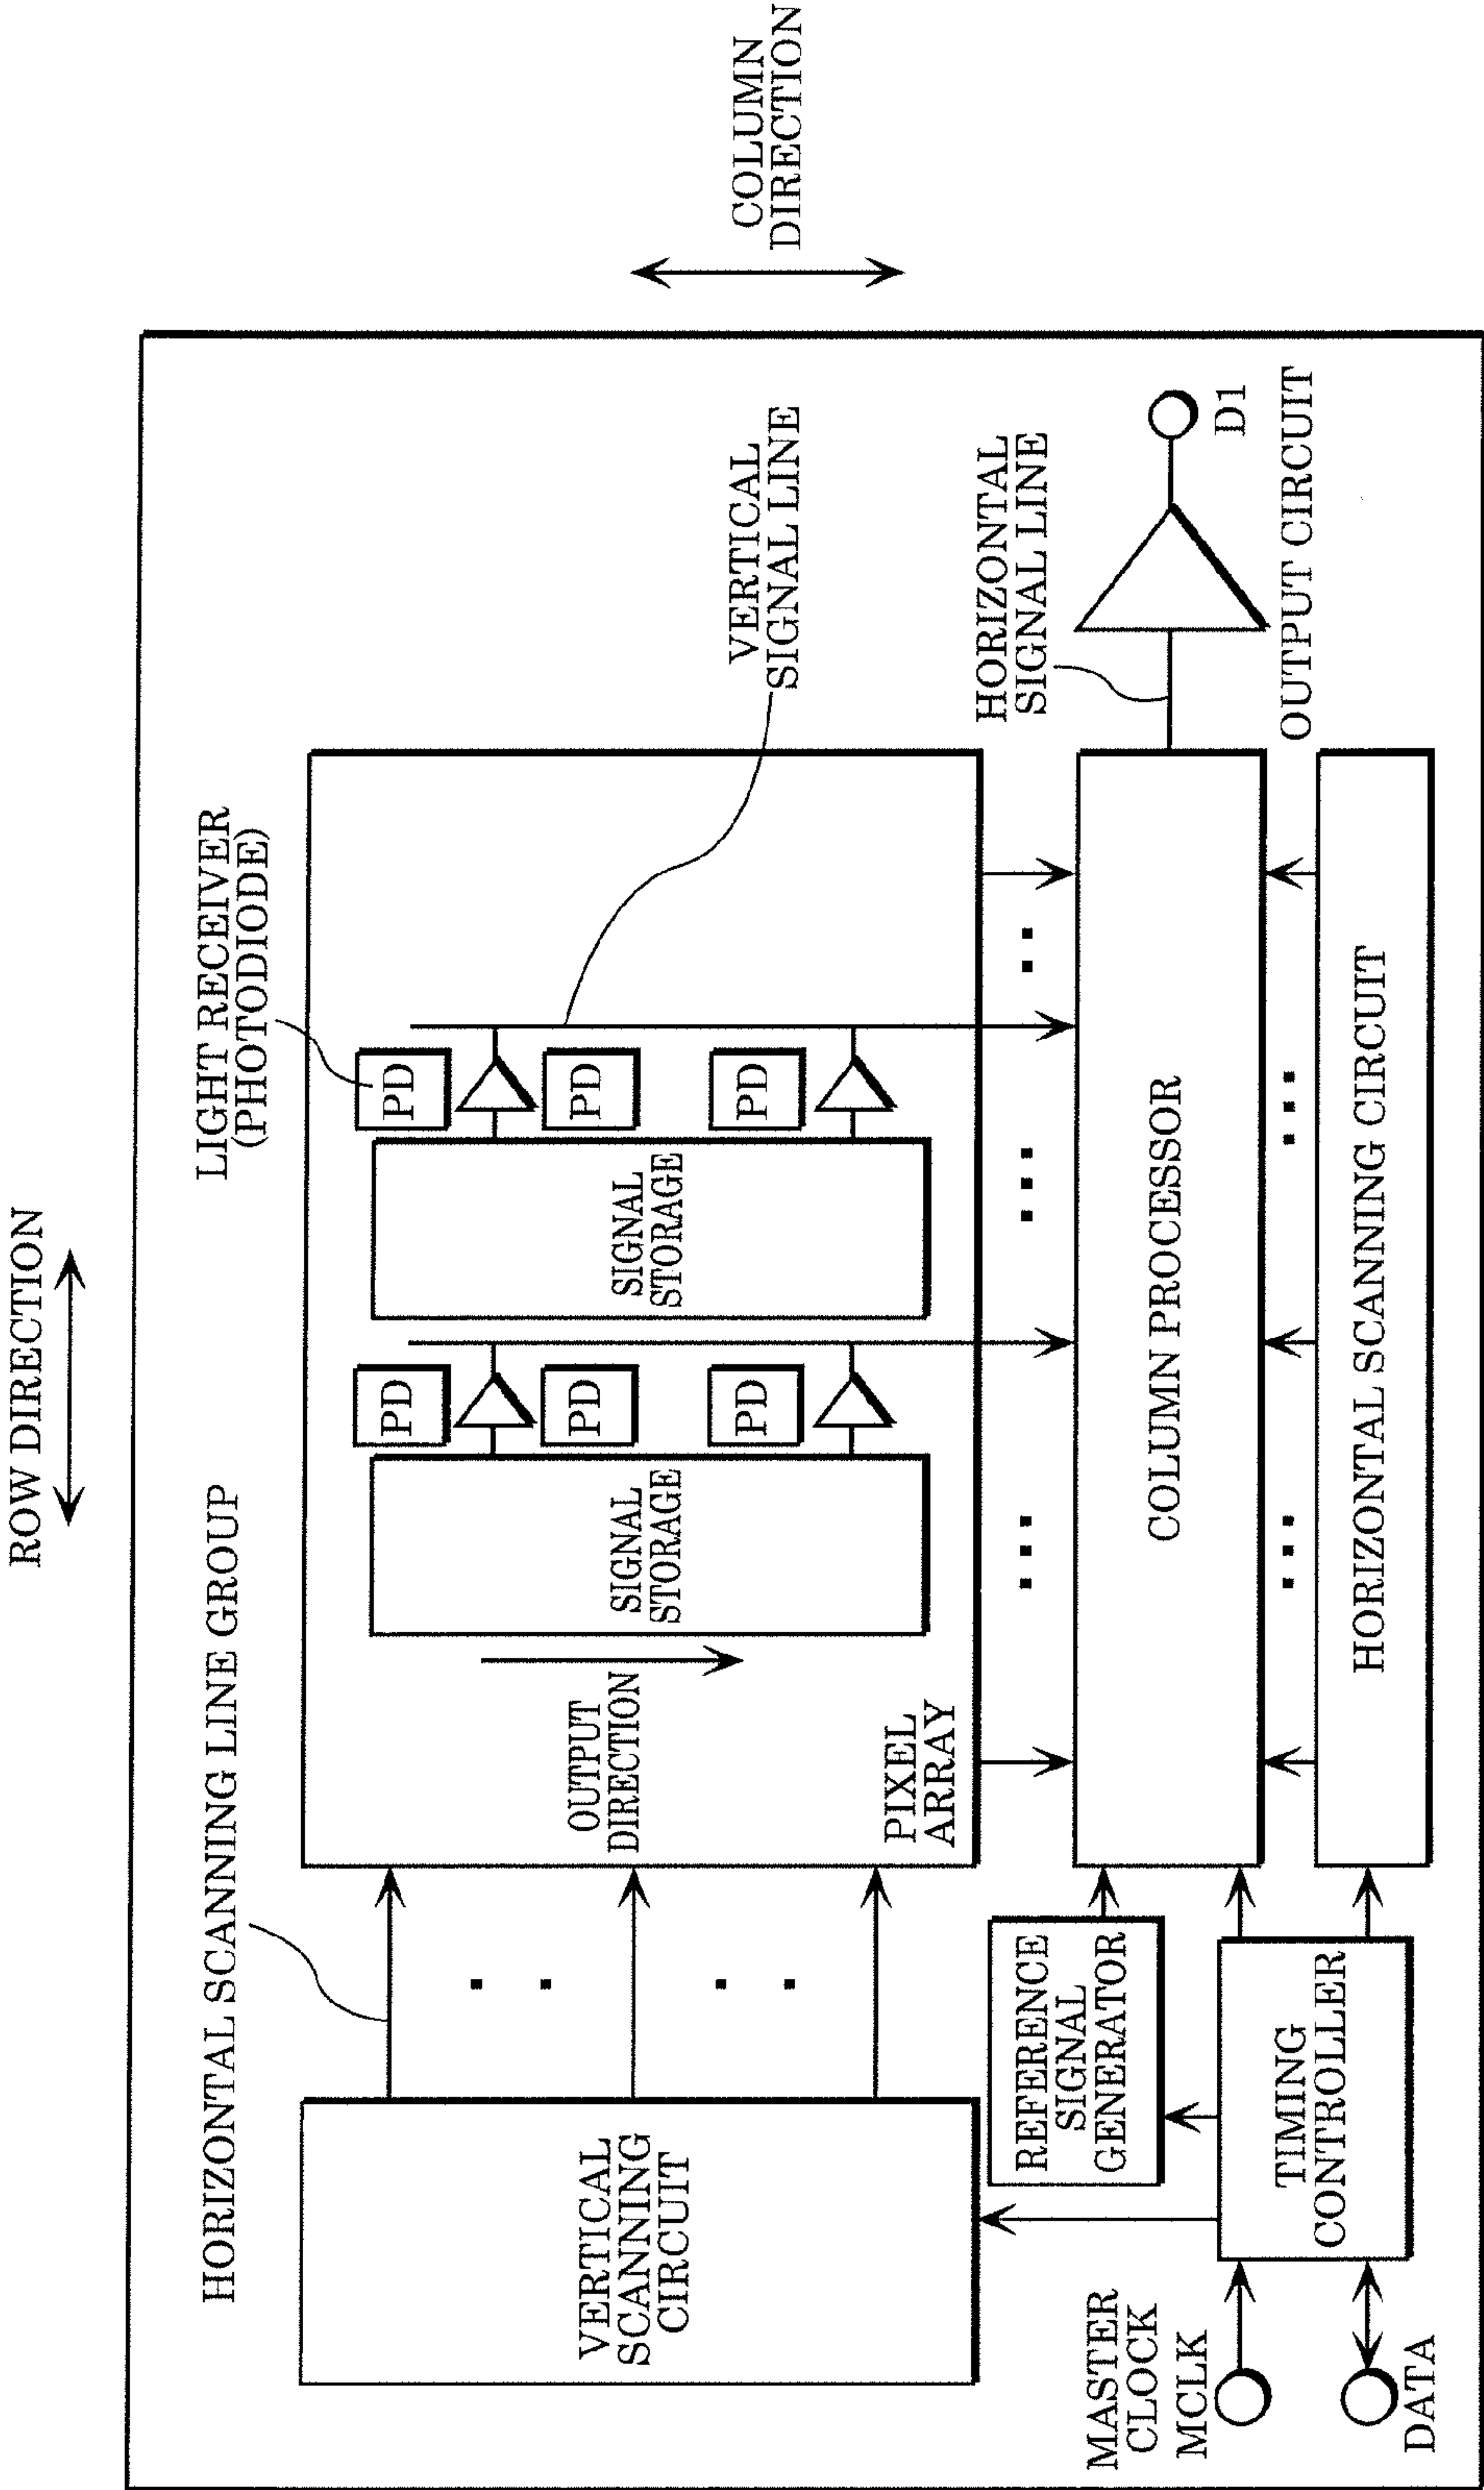 ROW DIRECTION
HORIZONTAL SCANNING LINE GROUP
LIGHT RECEIVER
(PHOTODIODE)
COLUMN
DIRECTION
VERTICAL
SCANNING
CIRCUIT
OUTPUT
DIRECTION
PIXEL
ARRAY
SIGNAL
STORAGE
PD
PD
PD
SIGNAL
STORAGE
PD
PD
PD
VERTICAL
SIGNAL LINE
REFERENCE
SIGNAL
GENERATOR
COLUMN PROCESSOR
HORIZONTAL
SIGNAL LINE
D1
OUTPUT CIRCUIT
MASTER
CLOCK
MCLK
DATA
TIMING
CONTROLLER
HORIZONTAL SCANNING CIRCUIT